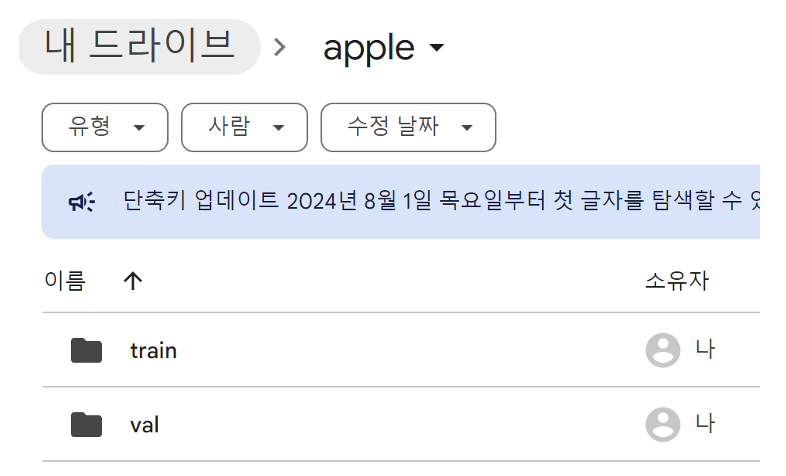 내 드라이브 > apple
유형 사람 수정 날짜
단축키 업데이트 2024년 8월 1일 목요일부터 첫 글자를 탐색할 수
이름 소유자
train 나
val 나